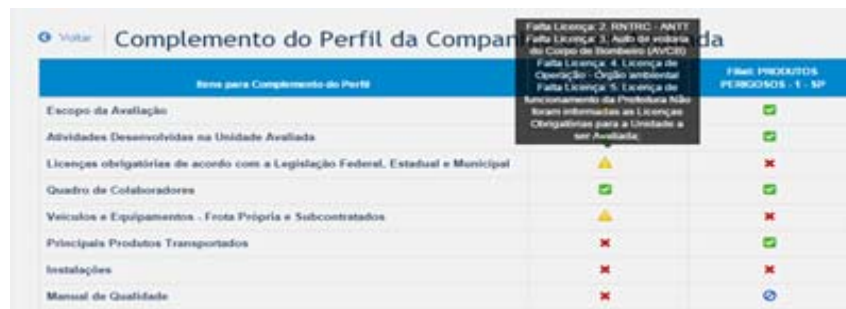 Voltar
Complemento do Perfil da Compan
da
Falta Licença: 2. RNTRC - ANTT
Falta Licença: 3. Auto de vistoria
do Corpo de Bombeiro (AVCB)
Falta Licença: 4. Licença de
Operação - Órgão ambiental
Falta Licença: 5. Licença de
funcionamento da Prefeitura Não
foram informadas as Licenças
Obrigatórias para a Unidade a
ser Avaliada;
Itens para Complemento do Perfil
Filial: PRODUTOS
PERIGOSOS - 1 - SP
Escopo da Avaliação
Atividades Desenvolvidas na Unidade Avaliada
Licenças obrigatórias de acordo com a Legislação Federal, Estadual e Municipal
Quadro de Colaboradores
Veículos e Equipamentos - Frota Própria e Subcontratados
Principais Produtos Transportados
Instalações
Manual de Qualidade